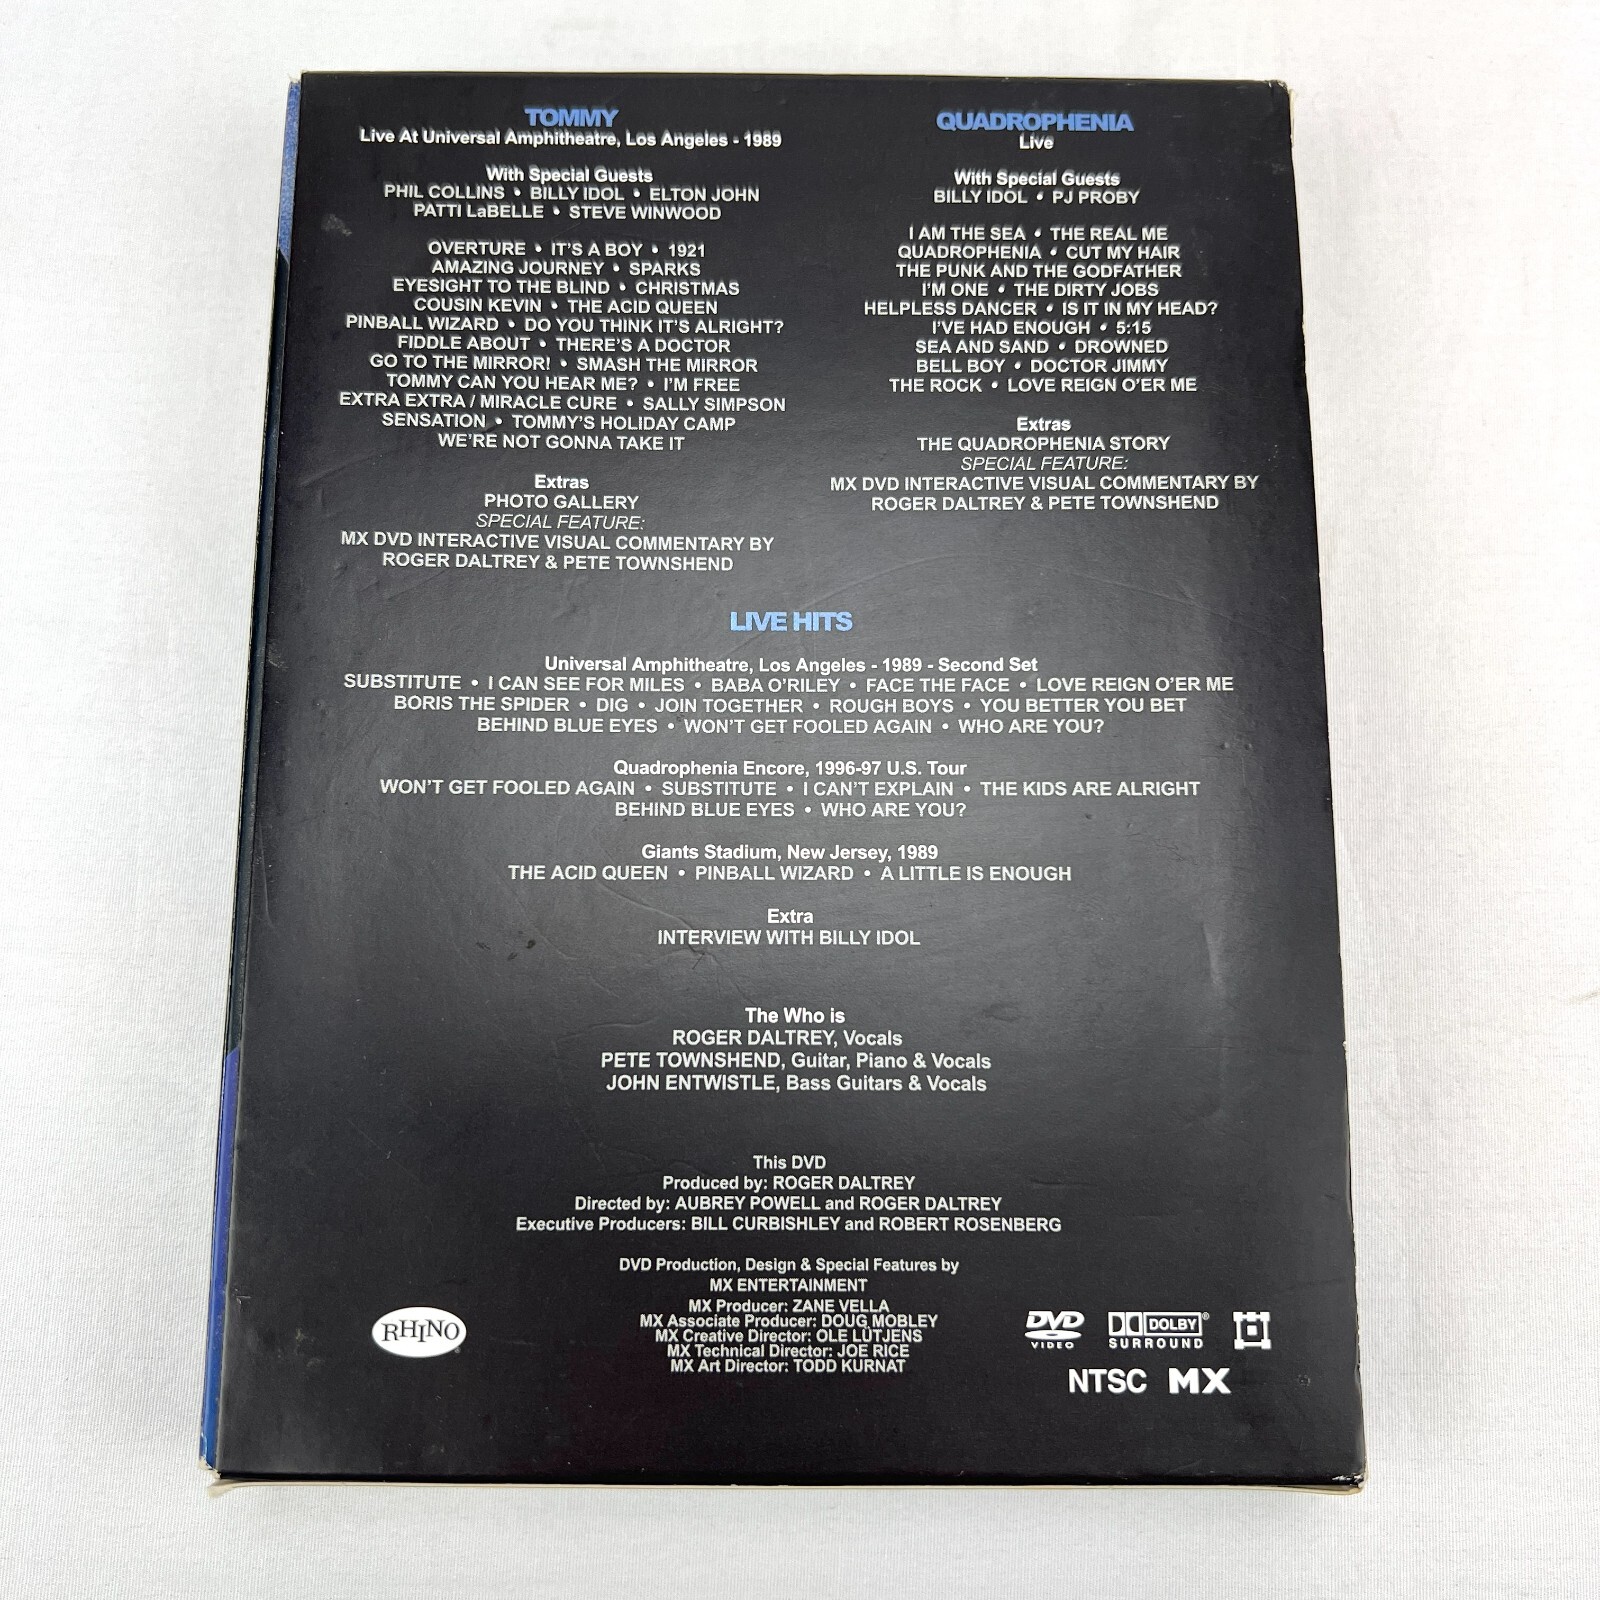 TOMMY
Live At Universal Amphitheatre, Los Angeles - 1989
With Special Guests
PHIL COLLINS • BILLY IDOL • ELTON JOHN
PATTI LaBELLE • STEVE WINWOOD
OVERTURE • IT'S A BOY • 1921
AMAZING JOURNEY • SPARKS
EYESIGHT TO THE BLIND • CHRISTMAS
COUSIN KEVIN • THE ACID QUEEN
PINBALL WIZARD • DO YOU THINK IT'S ALRIGHT?
FIDDLE ABOUT • THERE'S A DOCTOR
GO TO THE MIRROR! • SMASH THE MIRROR
TOMMY CAN YOU HEAR ME? • I'M FREE
EXTRA EXTRA / MIRACLE CURE • SALLY SIMPSON
SENSATION • TOMMY'S HOLIDAY CAMP
WE'RE NOT GONNA TAKE IT
Extras
PHOTO GALLERY
SPECIAL FEATURE:
MX DVD INTERACTIVE VISUAL COMMENTARY BY
ROGER DALTREY & PETE TOWNSHEND
QUADROPHENIA
Live
With Special Guests
BILLY IDOL • PJ PROBY
I AM THE SEA • THE REAL ME
QUADROPHENIA • CUT MY HAIR
THE PUNK AND THE GODFATHER
I'M ONE • THE DIRTY JOBS
HELPLESS DANCER • IS IT IN MY HEAD?
I'VE HAD ENOUGH • 5:15
SEA AND SAND • DROWNED
BELL BOY • DOCTOR JIMMY
THE ROCK • LOVE REIGN O'ER ME
Extras
THE QUADROPHENIA STORY
SPECIAL FEATURE:
MX DVD INTERACTIVE VISUAL COMMENTARY BY
ROGER DALTREY & PETE TOWNSHEND
LIVE HITS
Universal Amphitheatre, Los Angeles - 1989 - Second Set
SUBSTITUTE • I CAN SEE FOR MILES • BABA O'RILEY • FACE THE FACE • LOVE REIGN O'ER ME
BORIS THE SPIDER • DIG • JOIN TOGETHER • ROUGH BOYS • YOU BETTER YOU BET
BEHIND BLUE EYES • WON'T GET FOOLED AGAIN • WHO ARE YOU?
Quadrophenia Encore, 1996-97 U.S. Tour
WON'T GET FOOLED AGAIN • SUBSTITUTE • I CAN'T EXPLAIN • THE KIDS ARE ALRIGHT
BEHIND BLUE EYES • WHO ARE YOU?
Giants Stadium, New Jersey, 1989
THE ACID QUEEN • PINBALL WIZARD • A LITTLE IS ENOUGH
Extra
INTERVIEW WITH BILLY IDOL
The Who is
ROGER DALTREY, Vocals
PETE TOWNSHEND, Guitar, Piano & Vocals
JOHN ENTWISTLE, Bass Guitars & Vocals
This DVD
Produced by: ROGER DALTREY
Directed by: AUBREY POWELL and ROGER DALTREY
Executive Producers: BILL CURBISHLEY and ROBERT ROSENBERG
DVD Production, Design & Special Features by
MX ENTERTAINMENT
MX Producer: ZANE VELLA
MX Associate Producer: DOUG MOBLEY
MX Creative Director: OLE LÜTJENS
MX Technical Director: JOE RICE
MX Art Director: TODD KURNAT
RHINO
DVD VIDEO
DOLBY® SURROUND
NTSC MX